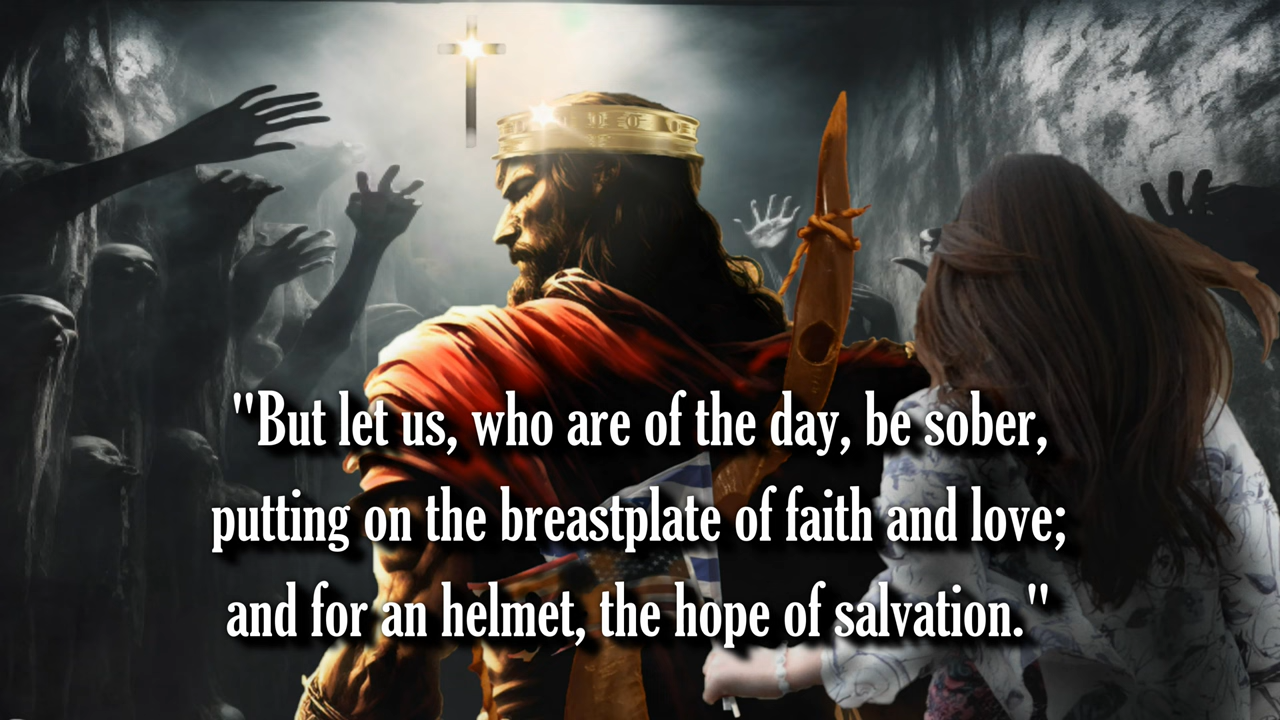 "But let us, who are of the day, be sober,
putting on the breastplate of faith and love;
and for an helmet, the hope of salvation."